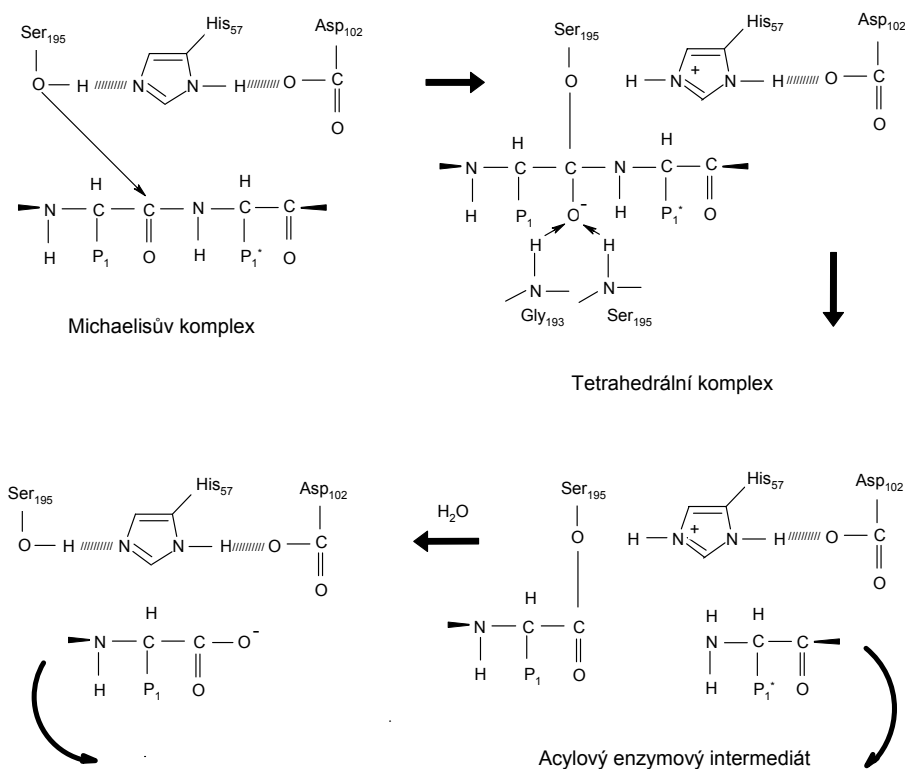 Ser195 His57 Asp102
O H N N H O C
O
H H
N C C N C C
H P1 O H P1* O
Michaelisův komplex
Ser195 His57 Asp102
O H N + N H O C
O
H H
N C C N C C
H P1 O- H P1* O
H H
N N
Gly193 Ser195
Tetrahedrální komplex
Ser195 His57 Asp102
O H N N H O C
O
H
N C C O-
H P1 O
H2O
Ser195 His57 Asp102
O H N + N H O C
O
H H H
N C C N C C
H P1 O H P1* O
Acylový enzymový intermediát